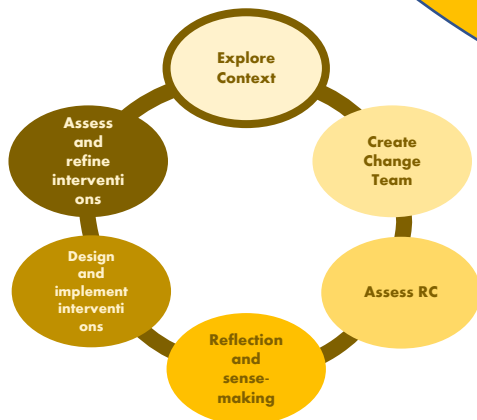 Explore
Context
Create
Change
Team
Assess RC
Reflection
and
sense-
making
Design
and
implement
interventi
ons
Assess
and
refine
interventi
ons